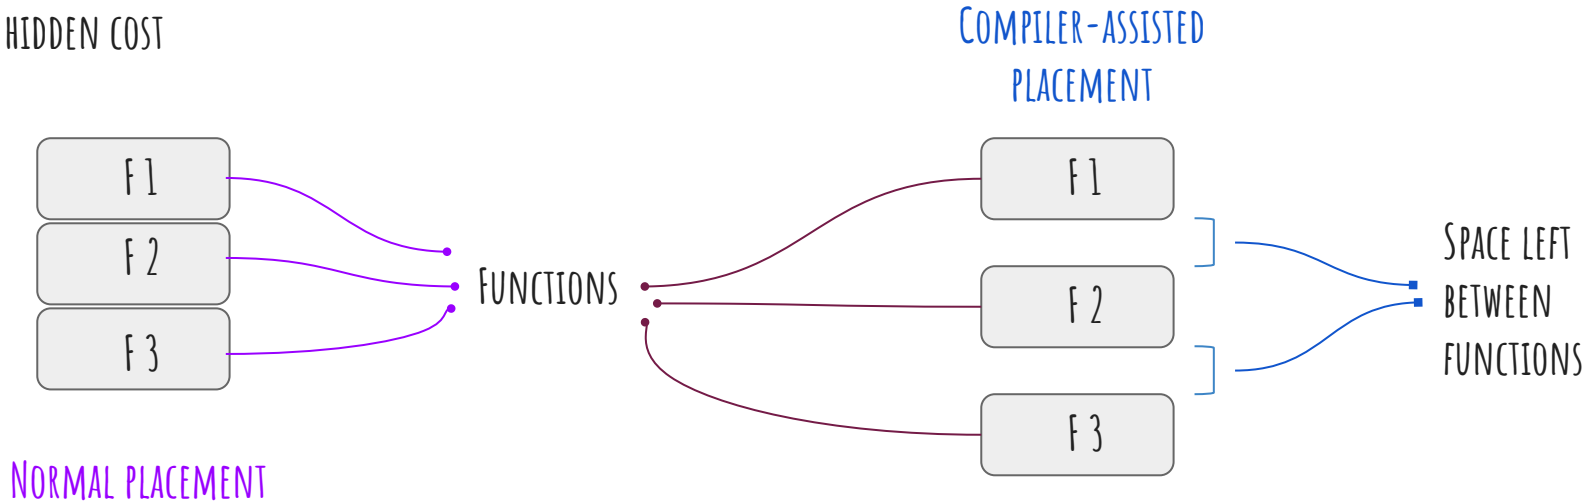 HIDDEN COST
COMPILER-ASSISTED
PLACEMENT
F 1
F 2
F 3
FUNCTIONS
F 1
F 2
F 3
SPACE LEFT
BETWEEN
FUNCTIONS
NORMAL PLACEMENT